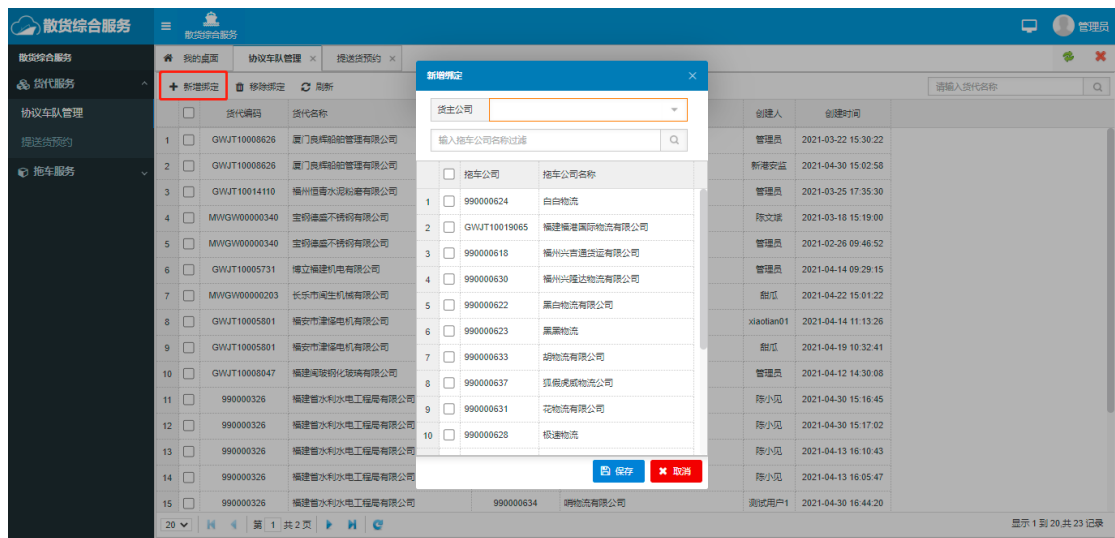 散货综合服务
散货综合服务
管理员
散货综合服务
我的桌面 协议车队管理 × 提送货预约 ×
货代服务
新增绑定 移除绑定 刷新 请输入货代名称
协议车队管理
提送货预约
拖车服务
货代编码 货代名称 创建人 创建时间
1 GWJT10008626 厦门良辉船舶管理有限公司 管理员 2021-03-22 15:30:22
2 GWJT10008626 厦门良辉船舶管理有限公司 新港安监 2021-04-30 15:02:58
3 GWJT10014110 福州恒青水泥粉磨有限公司 管理员 2021-03-25 17:35:30
4 MWGW00000340 宝钢德盛不锈钢有限公司 陈文斌 2021-03-18 15:19:00
5 MWGW00000340 宝钢德盛不锈钢有限公司 管理员 2021-02-26 09:46:52
6 GWJT10005731 博立福建机电有限公司 管理员 2021-04-14 09:29:15
7 MWGW00000203 长乐市闽生机械有限公司 甜瓜 2021-04-22 15:01:22
8 GWJT10005801 福安市津怿电机有限公司 xiaotian01 2021-04-14 11:13:26
9 GWJT10005801 福安市津怿电机有限公司 甜瓜 2021-04-19 10:32:41
10 GWJT10008047 福建闽玻钢化玻璃有限公司 管理员 2021-04-12 14:30:08
11 990000326 福建省水利水电工程局有限公司 陈小见 2021-04-30 15:16:45
12 990000326 福建省水利水电工程局有限公司 陈小见 2021-04-30 15:17:02
13 990000326 福建省水利水电工程局有限公司 陈小见 2021-04-13 16:10:43
14 990000326 福建省水利水电工程局有限公司 陈小见 2021-04-13 16:05:47
15 990000326 福建省水利水电工程局有限公司 990000634 哨物流有限公司 测试用户1 2021-04-30 16:44:20
20 第 1 共2页 显示 1 到 20,共 23 记录
新增绑定 ×
货主公司
输入拖车公司名称过滤
拖车公司 拖车公司名称
1 990000624 白白物流
2 GWJT10019065 福建福港国际物流有限公司
3 990000618 福州兴吉通货运有限公司
4 990000630 福州兴隆达物流有限公司
5 990000622 黑白物流有限公司
6 990000623 黑黑物流
7 990000633 胡物流有限公司
8 990000637 狐假虎威物流公司
9 990000631 花物流有限公司
10 990000628 极速物流
保存 取消